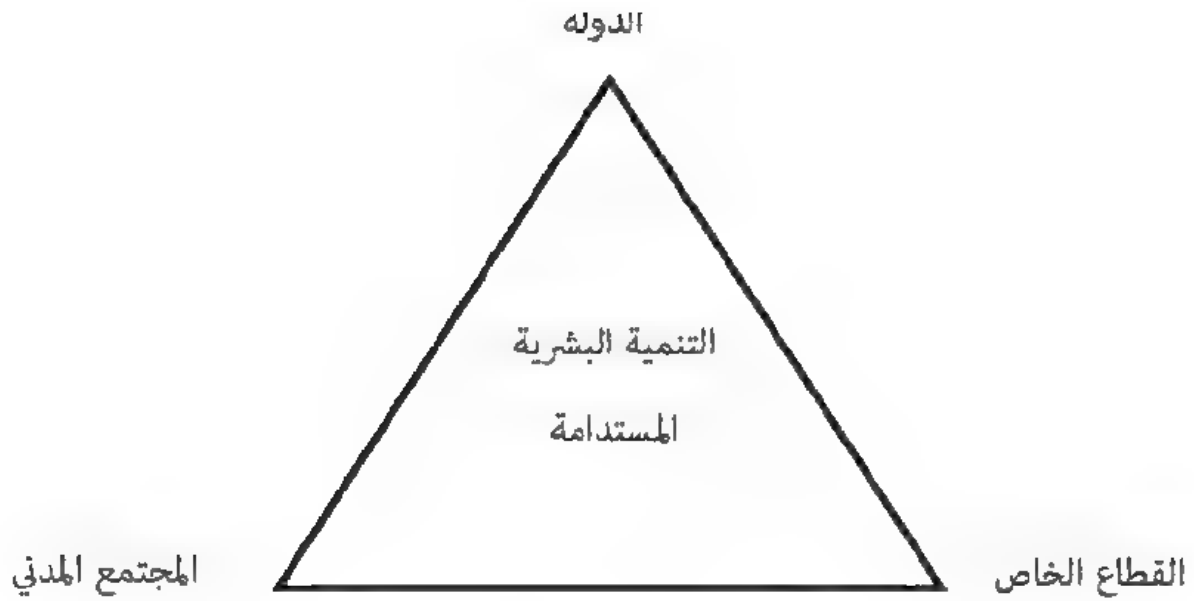 الدوله
التنمية البشرية
المستدامة
القطاع الخاص
المجتمع المدني